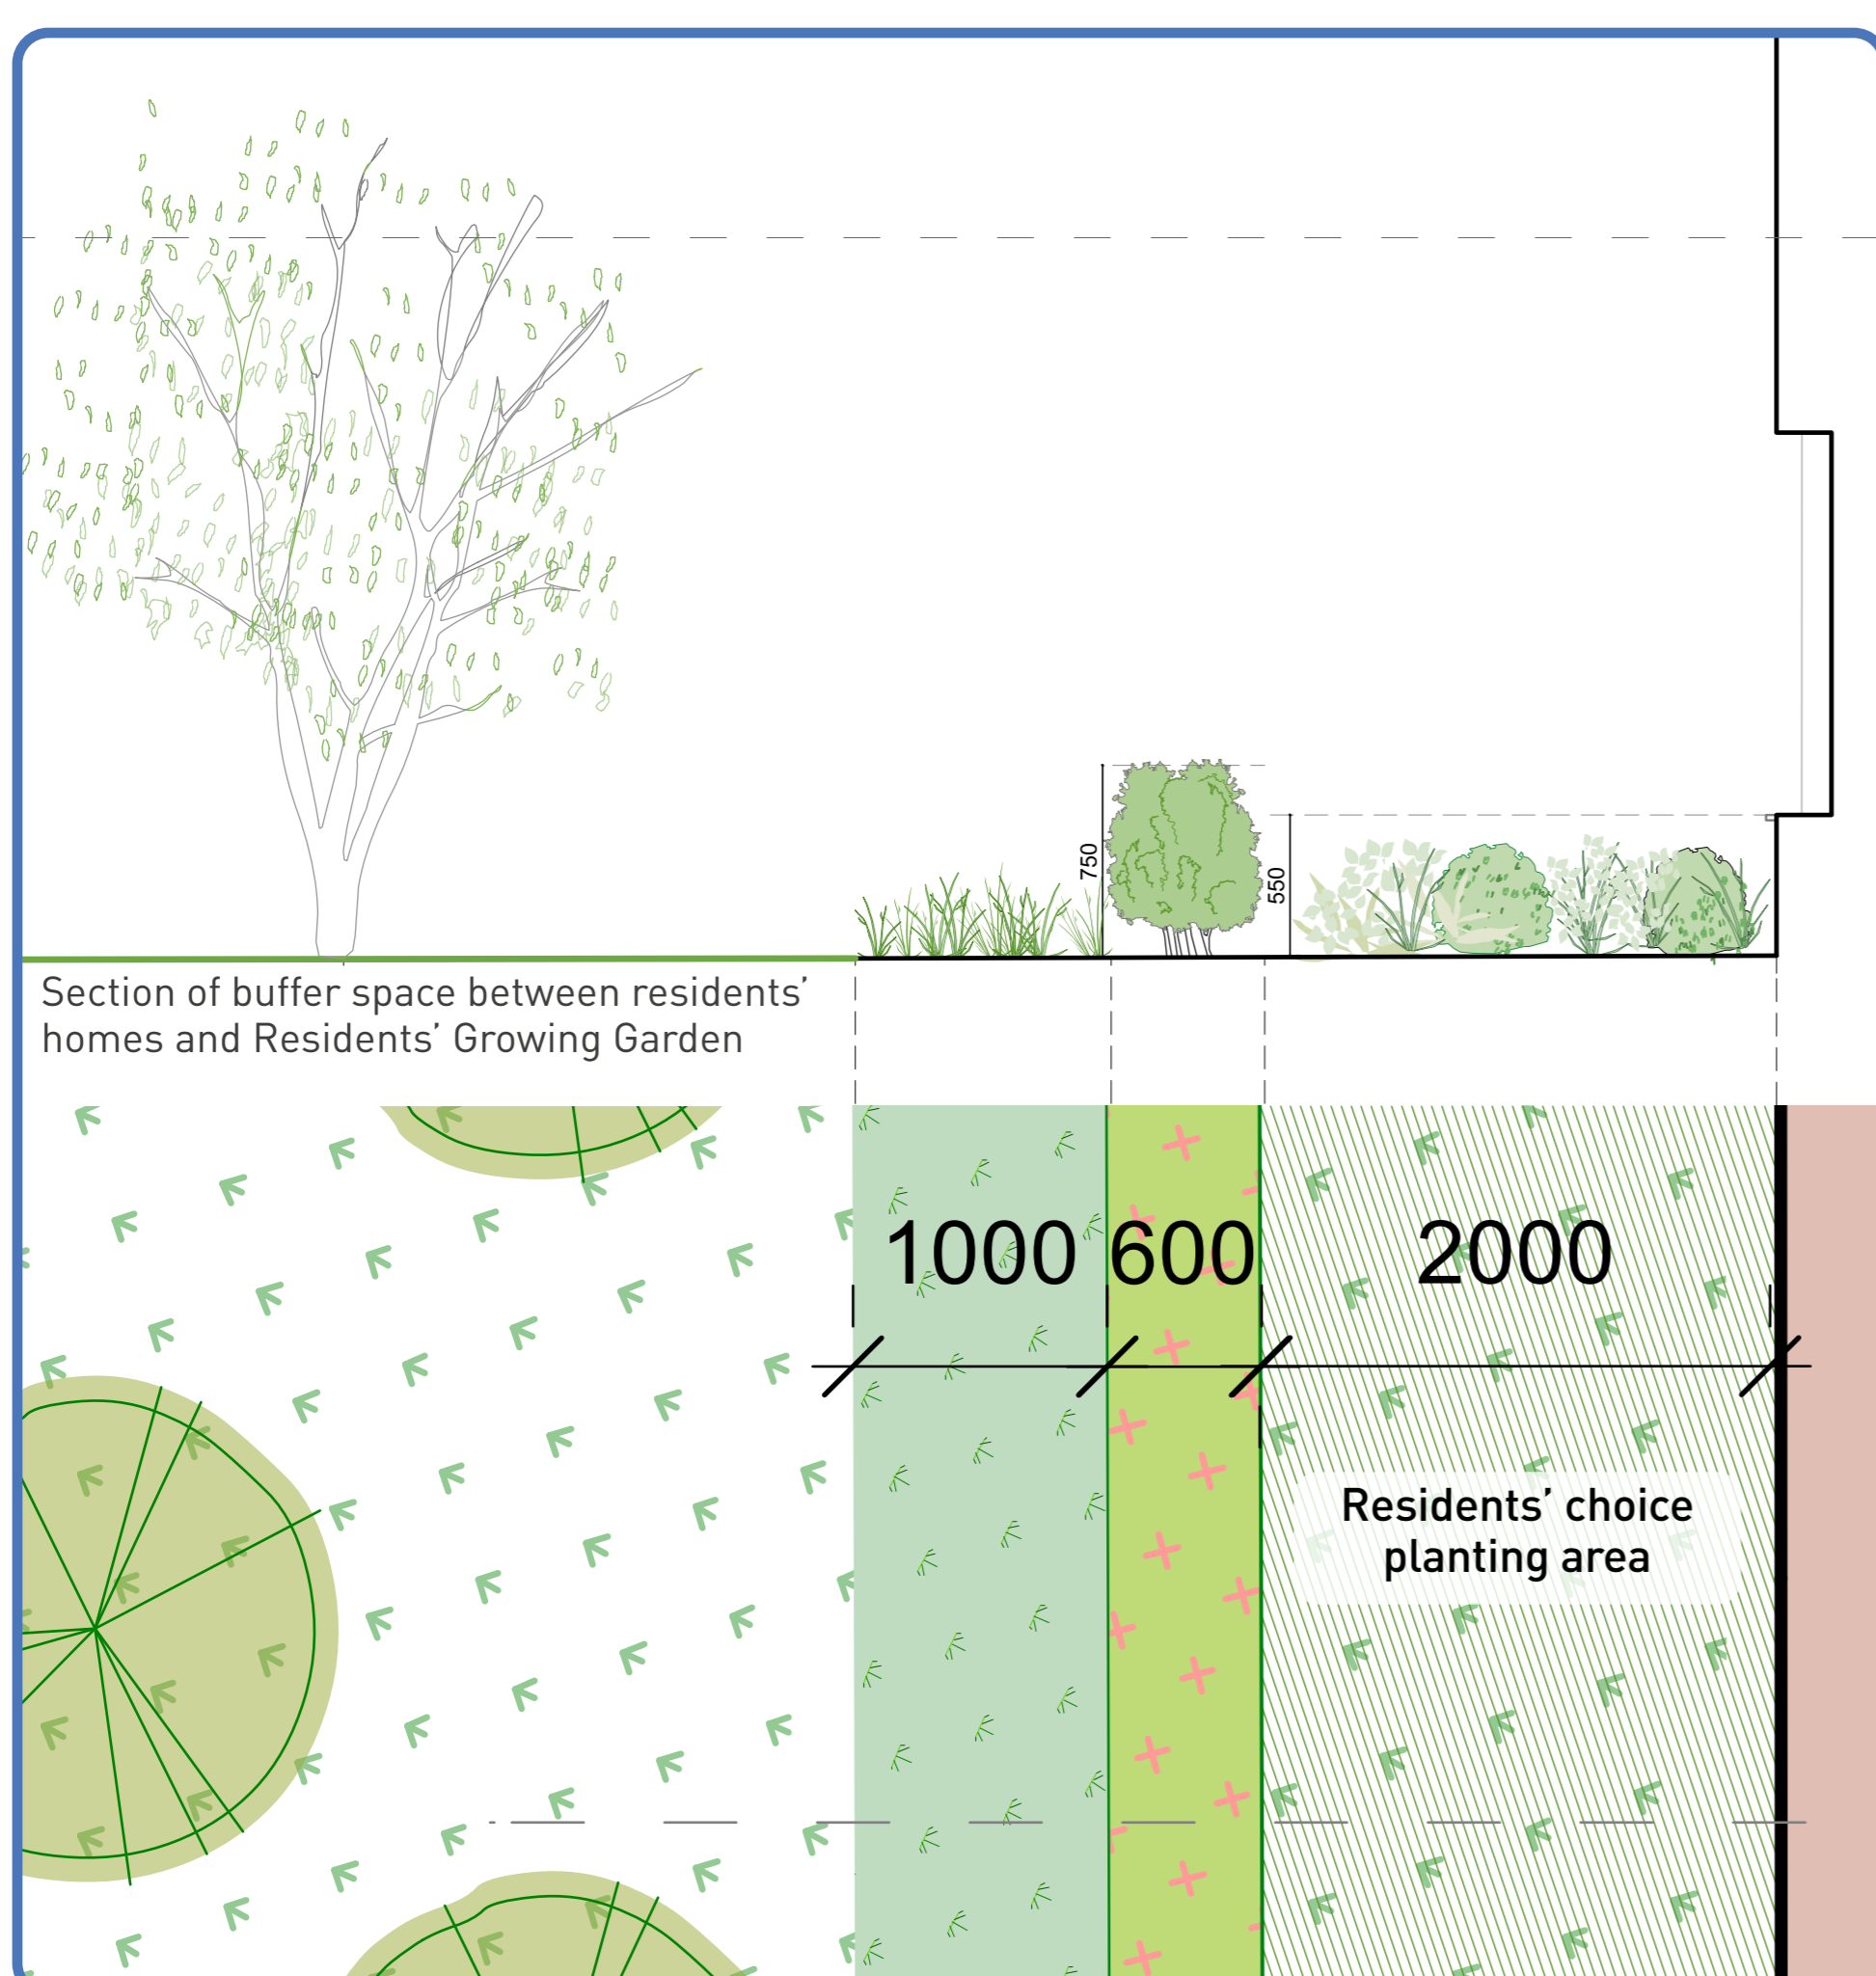 750
550
Section of buffer space between residents’
homes and Residents’ Growing Garden
1000 600 2000
Residents’ choice
planting area